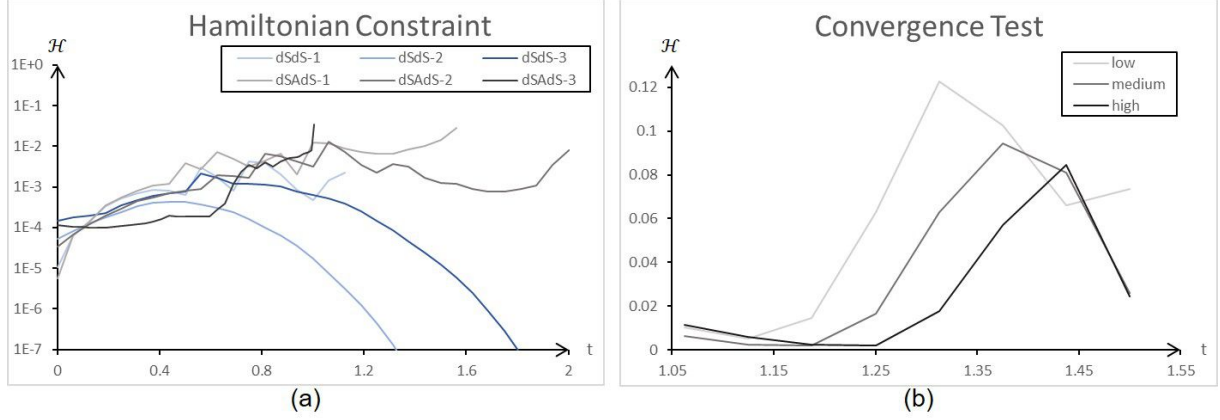 Hamiltonian Constraint
ℋ
dSdS-1 dSdS-2 dSdS-3
dSAdS-1 dSAdS-2 dSAdS-3
1E+0
1E-1
1E-2
1E-3
1E-4
1E-5
1E-6
1E-7
0 0.4 0.8 1.2 1.6 2
t
(a)
Convergence Test
ℋ
low
medium
high
0.12
0.1
0.08
0.06
0.04
0.02
0
1.05 1.15 1.25 1.35 1.45 1.55
t
(b)